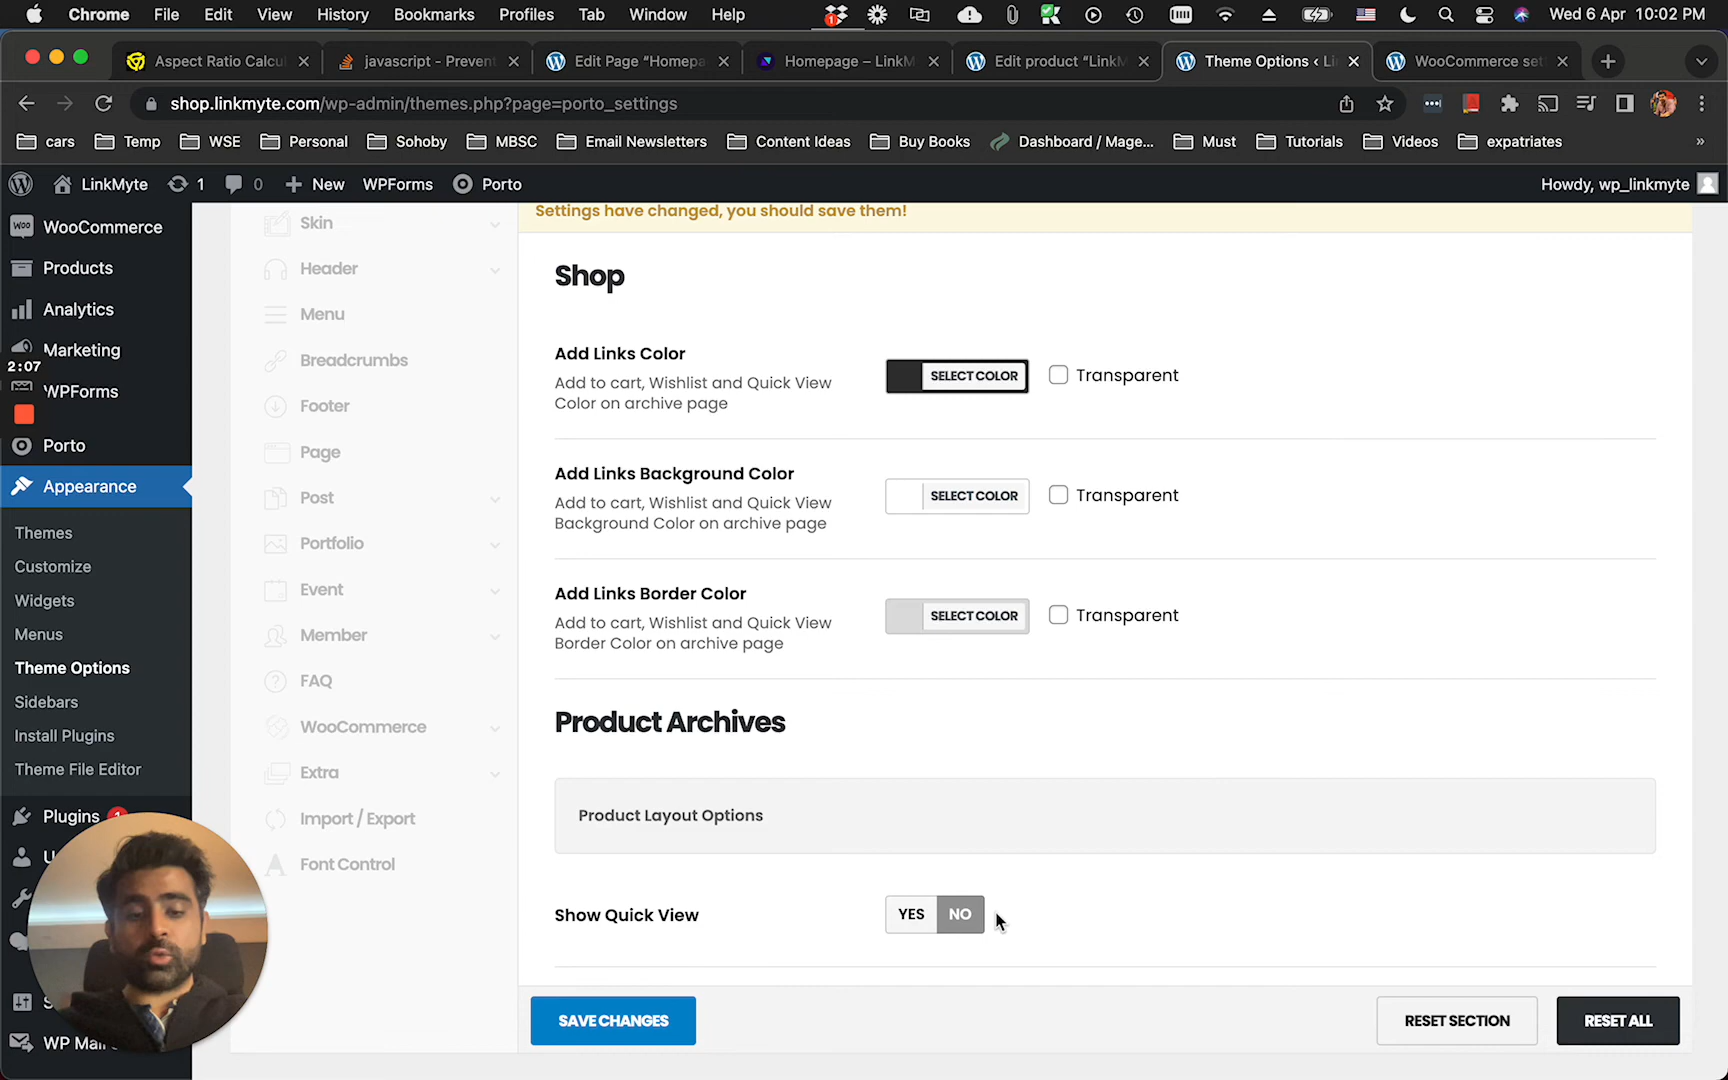 Chrome File Edit View History Bookmarks Profiles Tab Window Help Wed 6 Apr 10:02 PM
Aspect Ratio Calcu javascript - Prevent Edit Page “Homepa Homepage – LinkM Edit product “LinkM Theme Options ‹ Li WooCommerce set
shop.linkmyte.com/wp-admin/themes.php?page=porto_settings
cars Temp WSE Personal Sohoby MBSC Email Newsletters Content Ideas Buy Books Dashboard / Mage... Must Tutorials Videos expatriates »
LinkMyte 1 0 New WPForms Porto Howdy, wp_linkmyte
WooCommerce
Products
Analytics
Marketing
2:07
WPForms
Porto
Appearance
Themes
Customize
Widgets
Menus
Theme Options
Sidebars
Install Plugins
Theme File Editor
Plugins 1
U
S
WP Mail
Skin
Header
Menu
Breadcrumbs
Footer
Page
Post
Portfolio
Event
Member
FAQ
WooCommerce
Extra
Import / Export
Font Control
Settings have changed, you should save them!
Shop
Add Links Color
Add to cart, Wishlist and Quick View
Color on archive page
SELECT COLOR Transparent
Add Links Background Color
Add to cart, Wishlist and Quick View
Background Color on archive page
SELECT COLOR Transparent
Add Links Border Color
Add to cart, Wishlist and Quick View
Border Color on archive page
SELECT COLOR Transparent
Product Archives
Product Layout Options
Show Quick View YES NO
SAVE CHANGES RESET SECTION RESET ALL